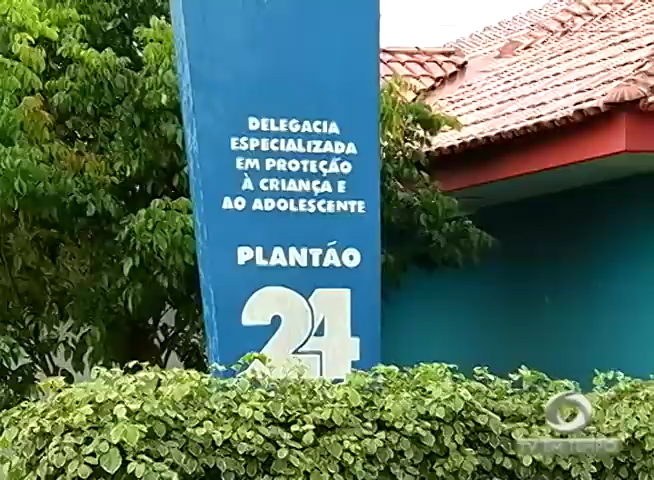 DELEGACIA
ESPECIALIZADA
EM PROTEÇÃO
À CRIANÇA E
AO ADOLESCENTE
PLANTÃO
24